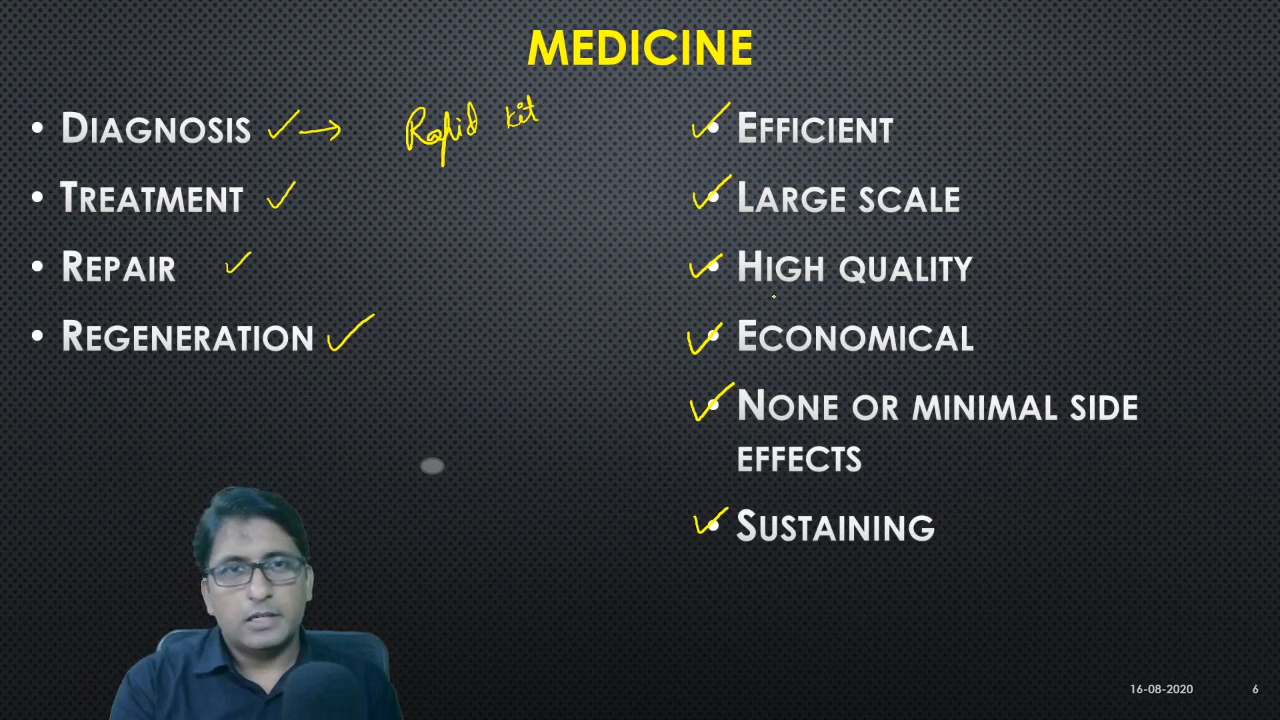 MEDICINE
• DIAGNOSIS ✓→ Rapid kit
• TREATMENT ✓
• REPAIR ✓
• REGENERATION ✓
✓• EFFICIENT
✓• LARGE SCALE
✓• HIGH QUALITY
✓• ECONOMICAL
✓• NONE OR MINIMAL SIDE
EFFECTS
✓• SUSTAINING
16-08-2020 6